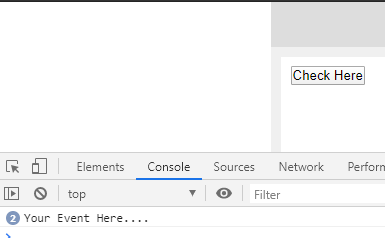 Check Here
Elements Console Sources Network Perform
top Filter
2 Your Event Here....